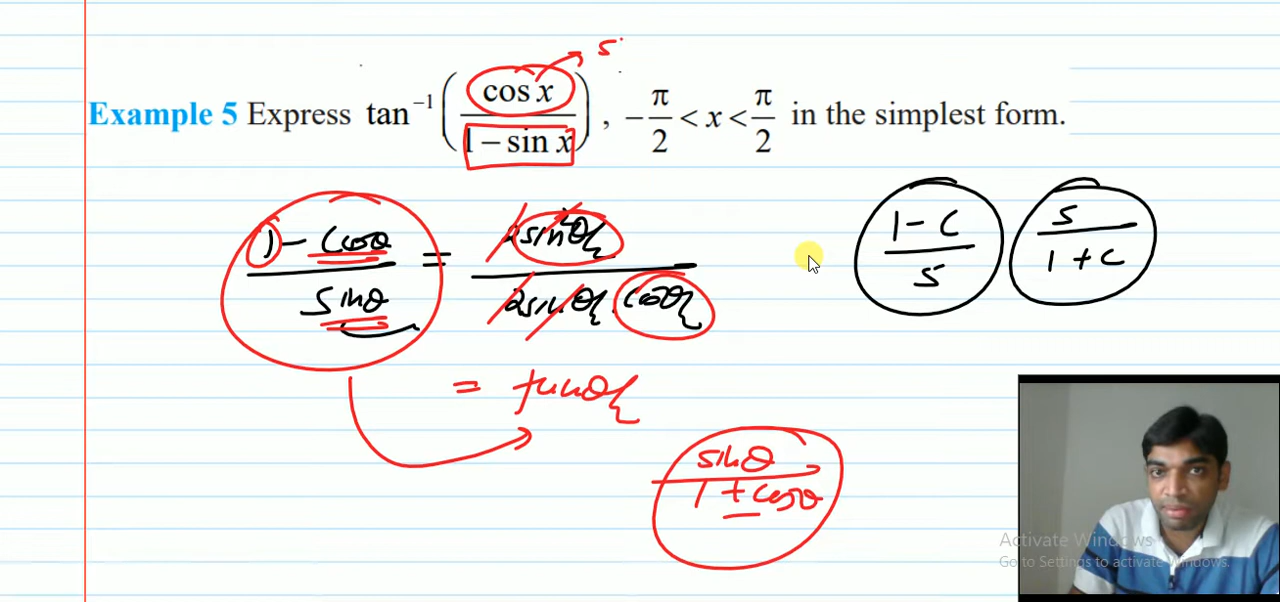 5
Example 5 Express tan⁻¹ (cos x / 1 – sin x), –π/2 < x < π/2 in the simplest form.
1 - cosθ / sinθ = 2sin²θ/2 / 2sinθ/2 . cosθ/2
1 - C / S
S / 1 + C
= tanθ/2
sinθ / 1 + cosθ
Activate Windows
Go to Settings to activate Windows.